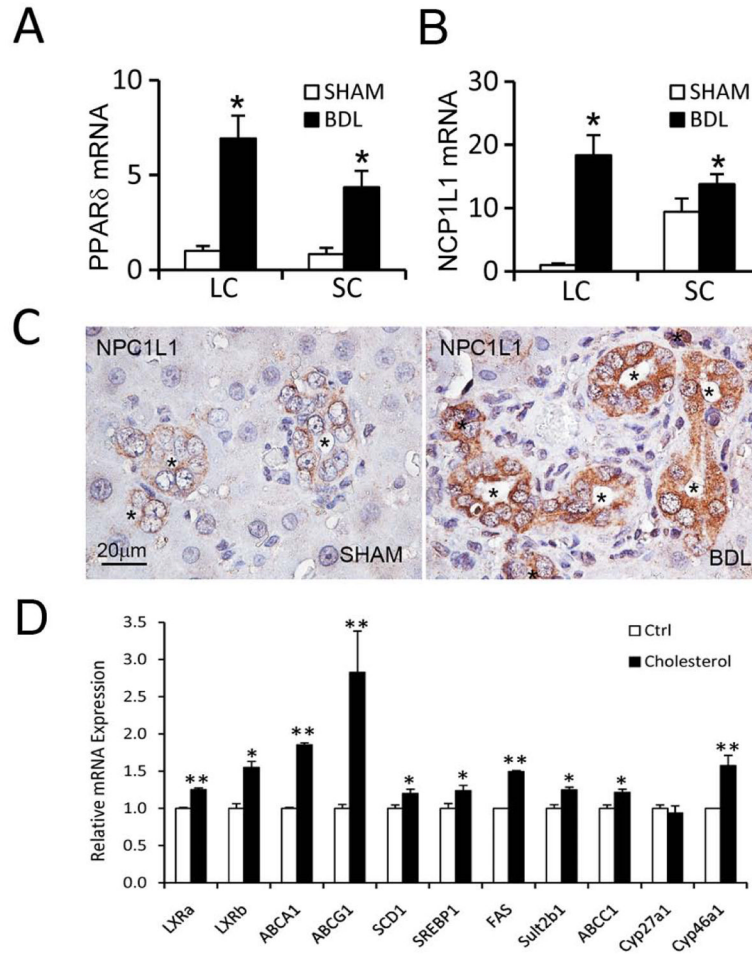 A
10
5
0
PPARδ mRNA
SHAM
BDL
*
*
LC
SC
B
30
20
10
0
NCP1L1 mRNA
SHAM
BDL
*
*
LC
SC
C
NPC1L1
*
*
*
20µm
SHAM
NPC1L1
*
*
*
*
*
*
*
*
BDL
D
3.5
3.0
2.5
2.0
1.5
1.0
0.5
0.0
Relative mRNA Expression
Ctrl
Cholesterol
**
*
**
**
*
*
**
*
*
**
LXRa
LXRb
ABCA1
ABCG1
SCD1
SREBP1
FAS
Sult2b1
ABCC1
Cyp27a1
Cyp46a1